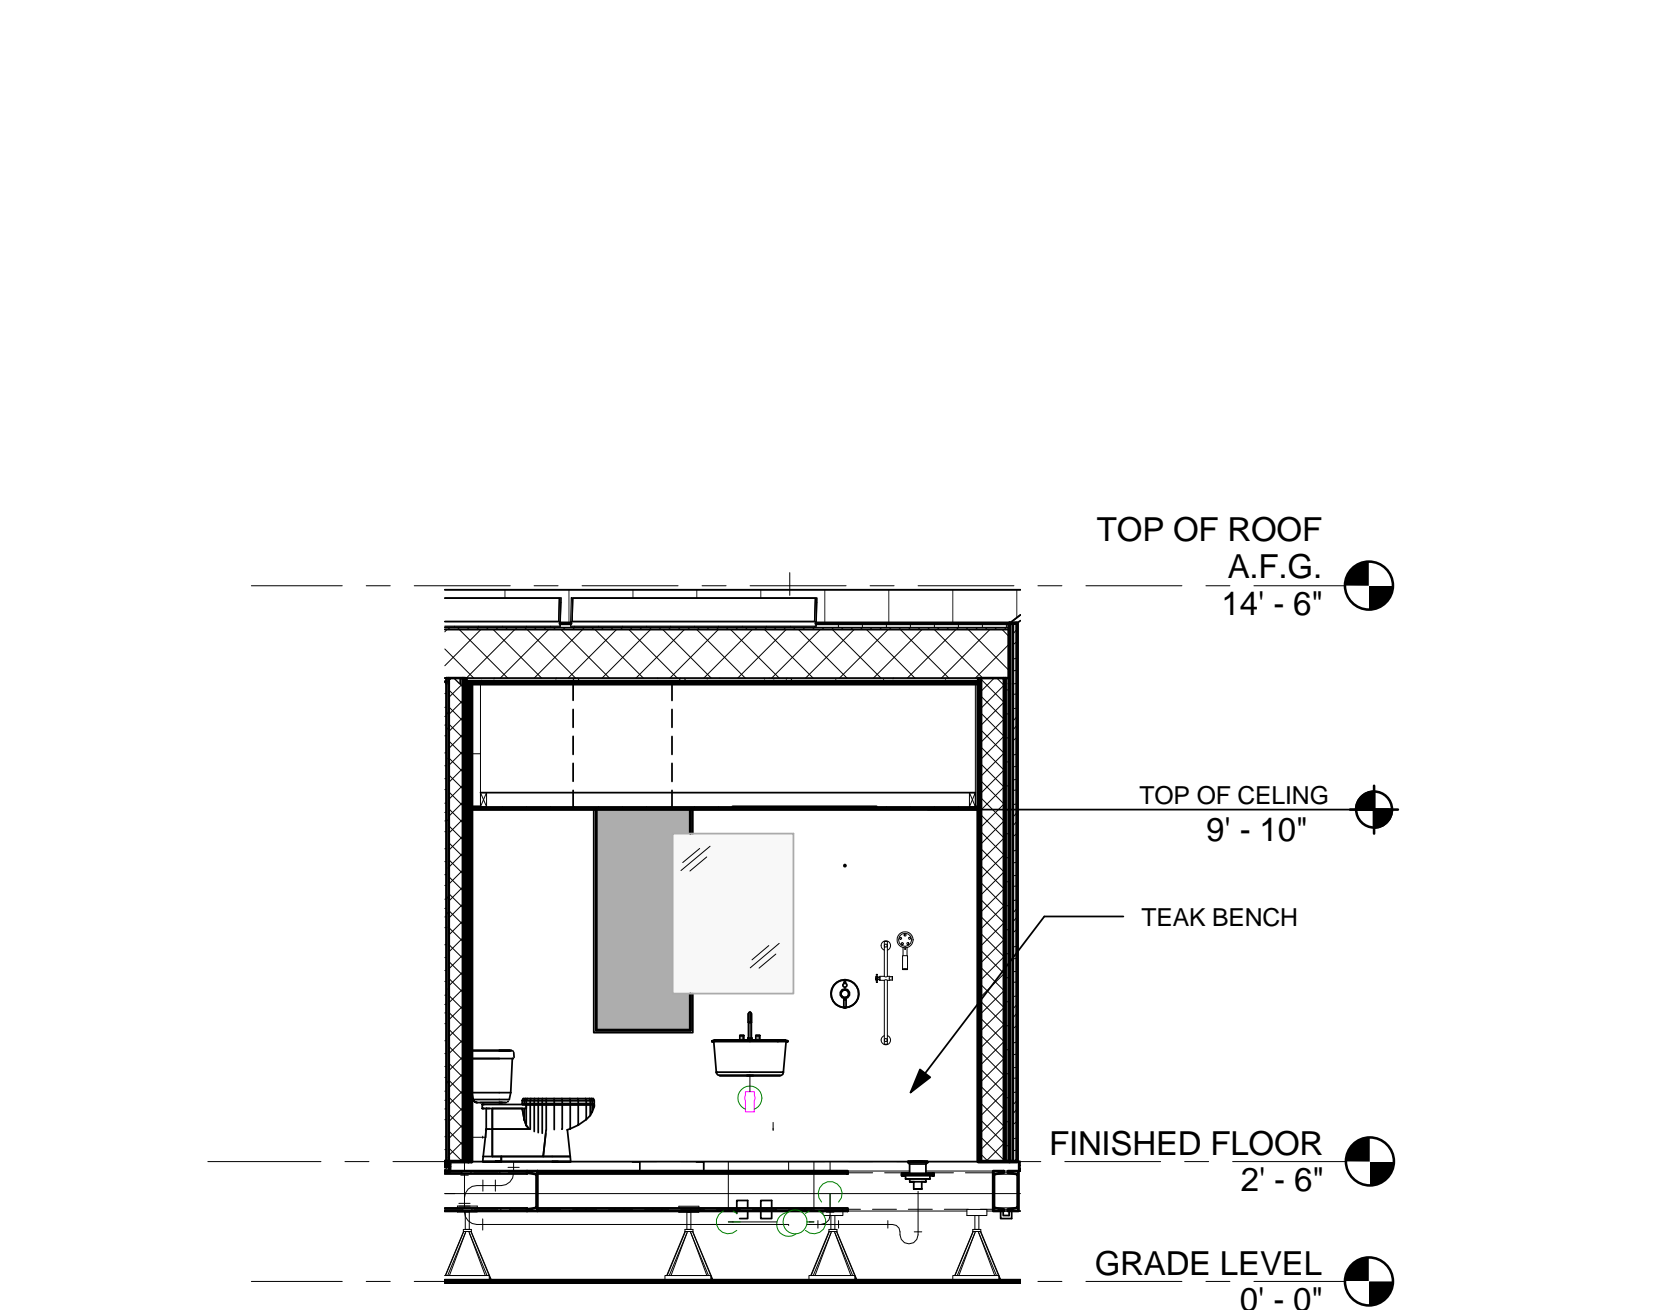 TOP OF ROOF
A.F.G.
14' - 6"
TOP OF CELING
9' - 10"
TEAK BENCH
FINISHED FLOOR
2' - 6"
GRADE LEVEL
0' - 0"